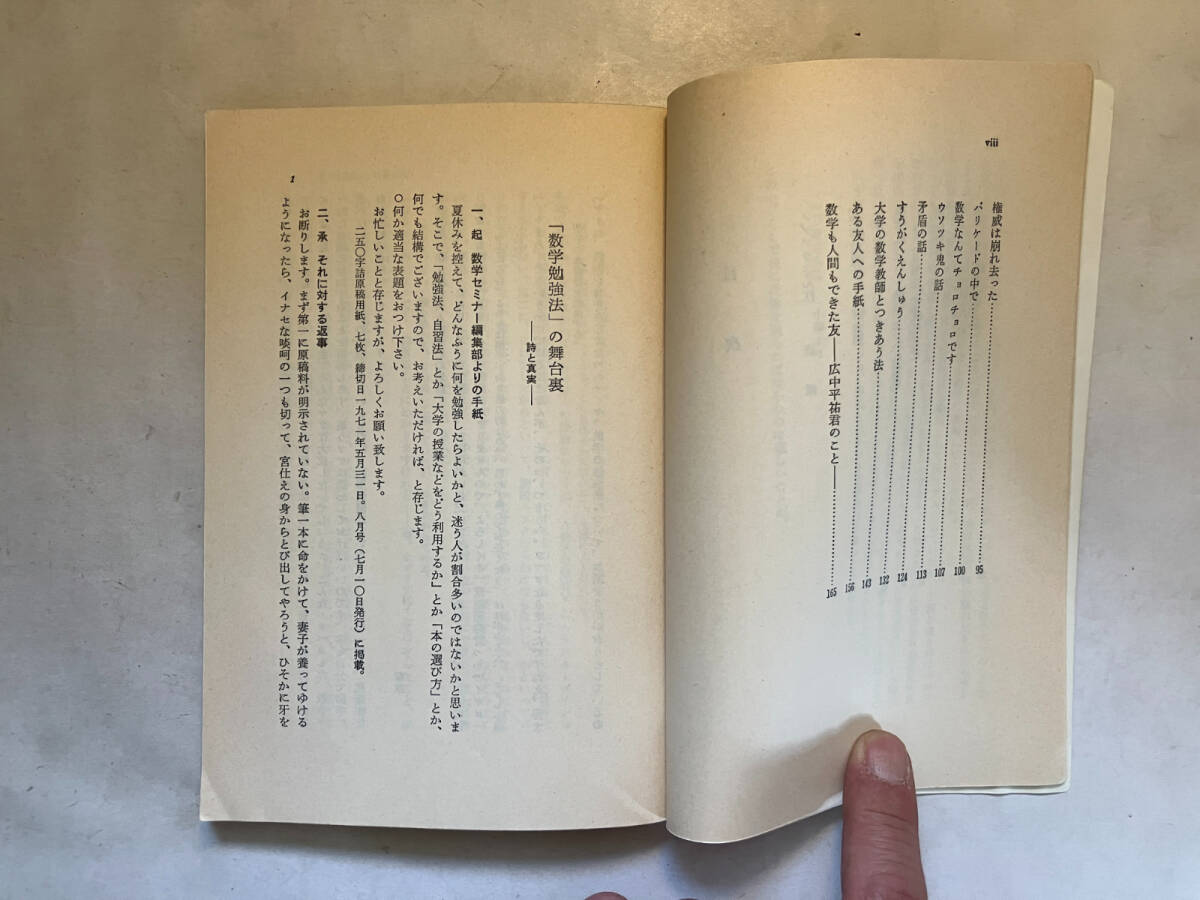 viii
権威は崩れ去った……………………95
バリケードの中で……………………100
数学なんてチョロチョロです……………………107
ウソツキ鬼の話……………………113
矛盾の話……………………124
すうがくえんしゅう……………………132
大学の数学教師とつきあう法……………………143
ある友人への手紙……………………156
数学も人間もできた友——広中平祐君のこと——……………………165
「数学勉強法」の舞台裏
——詩と真実——
一、起 数学セミナー編集部よりの手紙
夏休みを控えて、どんなふうに何を勉強したらよいかと、迷う人が割合多いのではないかと思いま
す。そこで、「勉強法、自習法」とか「大学の授業などをどう利用するか」とか「本の選び方」とか、
何でも結構でございますので、お考えいただければ、と存じます。
○何か適当な表題をおつけ下さい。
お忙しいことと存じますが、よろしくお願い致します。
二五〇字詰原稿用紙、七枚、締切日一九七一年五月三一日。八月号(七月一〇日発行)に掲載。
二、承 それに対する返事
お断りします。まず第一に原稿料が明示されていない。筆一本に命をかけて、妻子が養ってゆける
ようになったら、イナセな啖呵の一つも切って、宮仕えの身からとび出してやろうと、ひそかに牙を
1